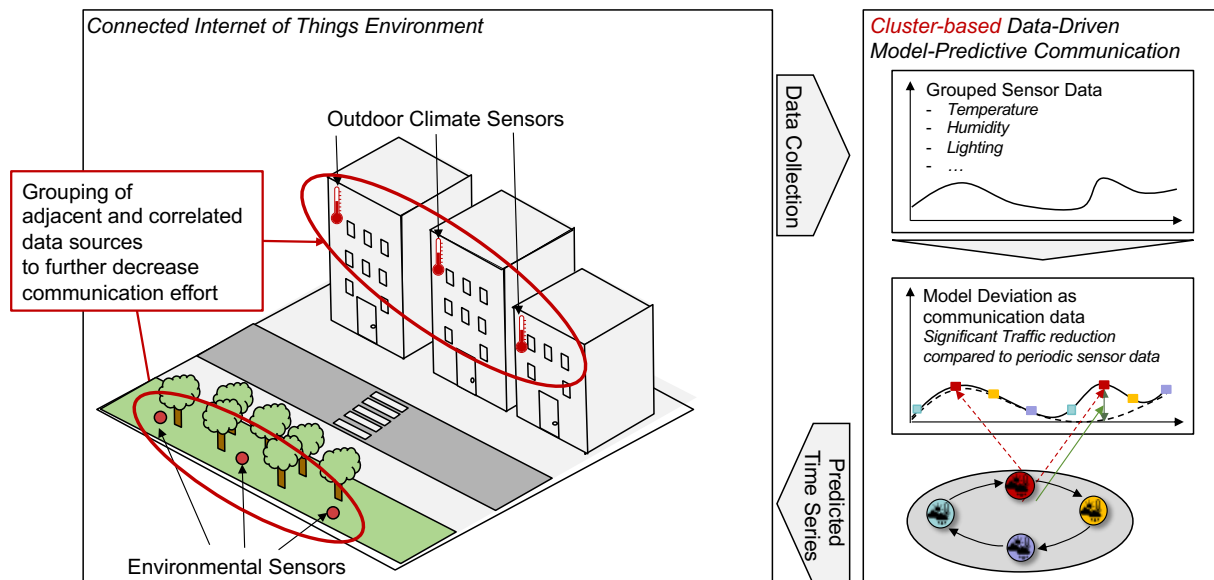 Connected Internet of Things Environment
Outdoor Climate Sensors
Grouping of
adjacent and correlated
data sources
to further decrease
communication effort
Environmental Sensors
Data Collection
Predicted
Time Series
Cluster-based Data-Driven
Model-Predictive Communication
Grouped Sensor Data
- Temperature
- Humidity
- Lighting
- …
Model Deviation as
communication data
Significant Traffic reduction
compared to periodic sensor data